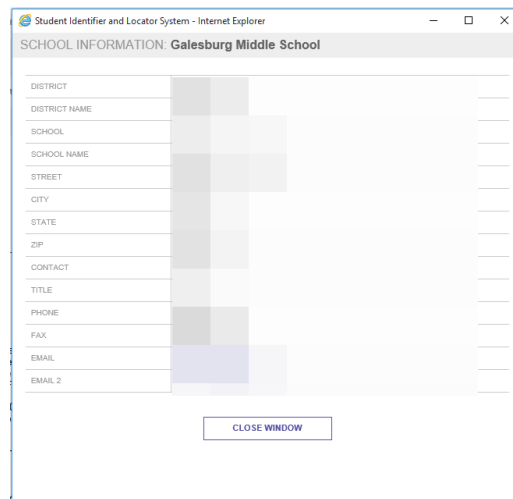 Student Identifier and Locator System - Internet Explorer
SCHOOL INFORMATION: Galesburg Middle School
DISTRICT
DISTRICT NAME
SCHOOL
SCHOOL NAME
STREET
CITY
STATE
ZIP
CONTACT
TITLE
PHONE
FAX
EMAIL
EMAIL 2
CLOSE WINDOW